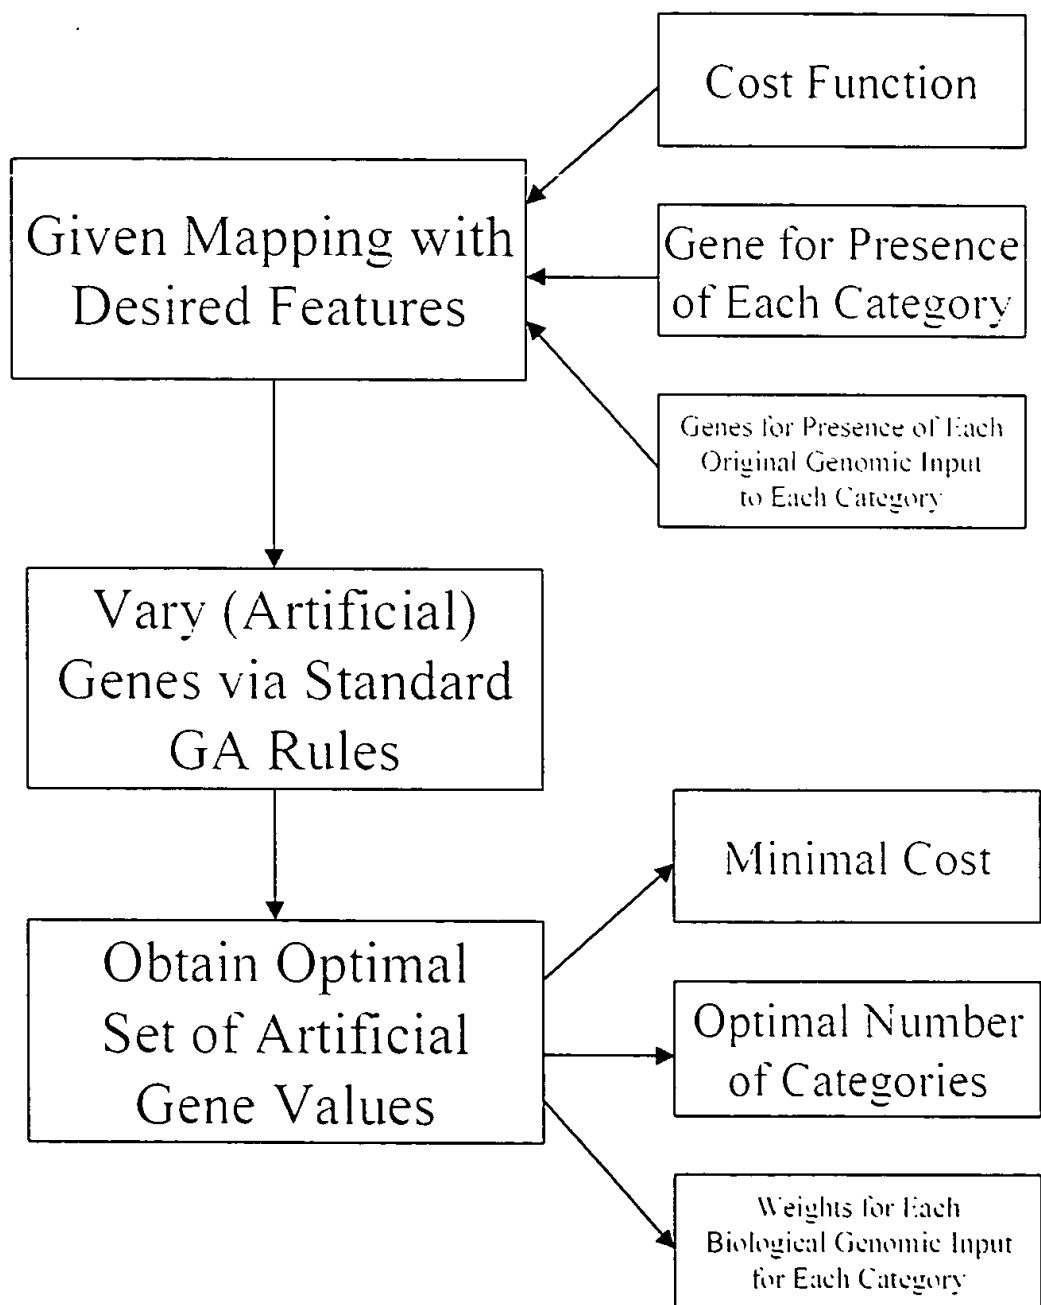 Cost Function
Given Mapping with
Desired Features
Gene for Presence
of Each Category
Genes for Presence of Each
Original Genomic Input
to Each Category
Vary (Artificial)
Genes via Standard
GA Rules
Minimal Cost
Obtain Optimal
Set of Artificial
Gene Values
Optimal Number
of Categories
Weights for Each
Biological Genomic Input
for Each Category